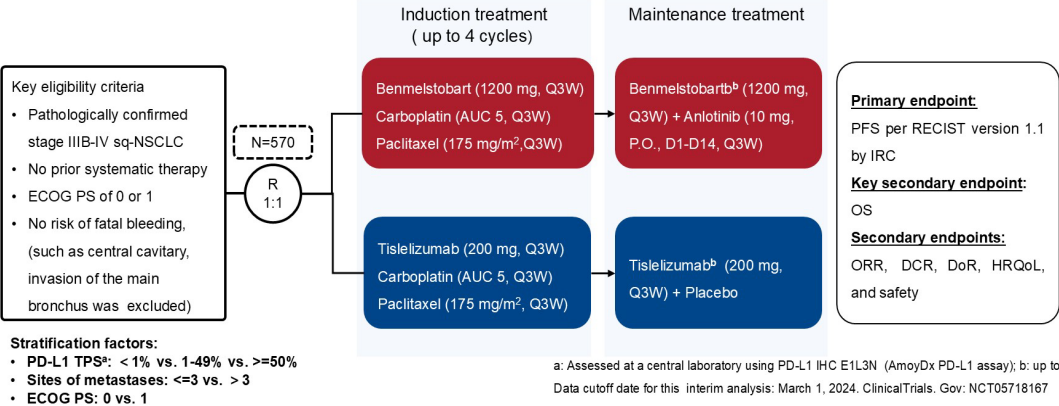 Induction treatment
( up to 4 cycles)
Maintenance treatment
Key eligibility criteria
• Pathologically confirmed
stage IIIB-IV sq-NSCLC
• No prior systematic therapy
• ECOG PS of 0 or 1
• No risk of fatal bleeding,
(such as central cavitary,
invasion of the main
bronchus was excluded)
N=570
R
1:1
Benmelstobart (1200 mg, Q3W)
Carboplatin (AUC 5, Q3W)
Paclitaxel (175 mg/m²,Q3W)
Benmelstobartbᵇ (1200 mg,
Q3W) + Anlotinib (10 mg,
P.O., D1-D14, Q3W)
Tislelizumab (200 mg, Q3W)
Carboplatin (AUC 5, Q3W)
Paclitaxel (175 mg/m², Q3W)
Tislelizumabᵇ (200 mg,
Q3W) + Placebo
Primary endpoint:
PFS per RECIST version 1.1
by IRC
Key secondary endpoint:
OS
Secondary endpoints:
ORR, DCR, DoR, HRQoL,
and safety
Stratification factors:
• PD-L1 TPSᵃ: < 1% vs. 1-49% vs. >=50%
• Sites of metastases: <=3 vs. > 3
• ECOG PS: 0 vs. 1
a: Assessed at a central laboratory using PD-L1 IHC E1L3N (AmoyDx PD-L1 assay); b: up to
Data cutoff date for this interim analysis: March 1, 2024. ClinicalTrials. Gov: NCT05718167